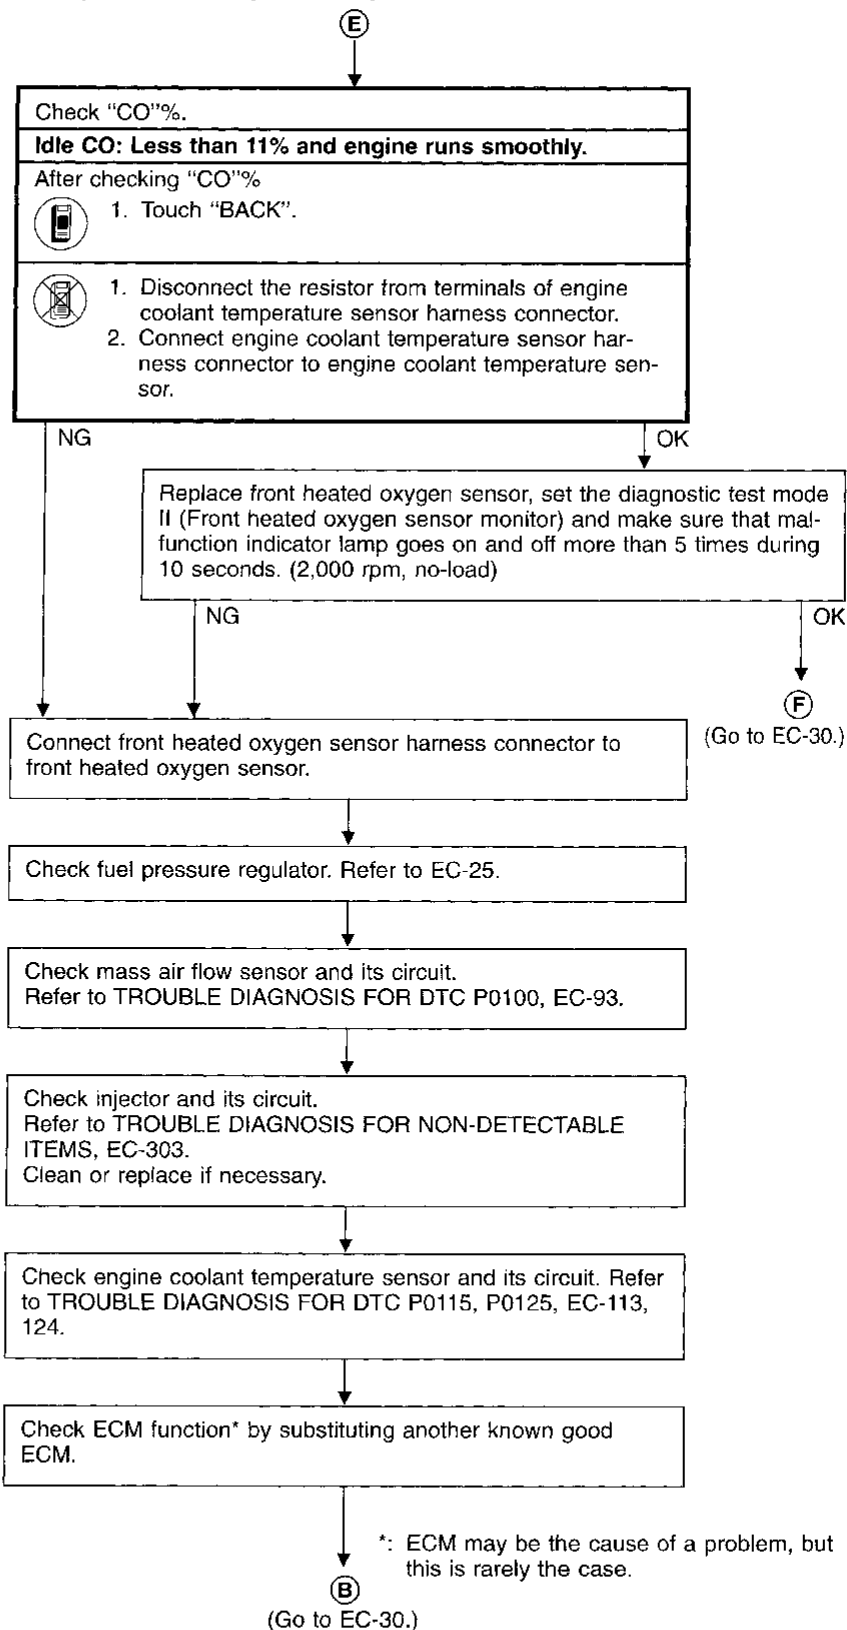 E
Check "CO"%.
Idle CO: Less than 11% and engine runs smoothly.
After checking "CO"%
1. Touch "BACK".
1. Disconnect the resistor from terminals of engine
coolant temperature sensor harness connector.
2. Connect engine coolant temperature sensor har-
ness connector to engine coolant temperature sen-
sor.
NG
OK
Replace front heated oxygen sensor, set the diagnostic test mode
II (Front heated oxygen sensor monitor) and make sure that mal-
function indicator lamp goes on and off more than 5 times during
10 seconds. (2,000 rpm, no-load)
NG
OK
F
(Go to EC-30.)
Connect front heated oxygen sensor harness connector to
front heated oxygen sensor.
Check fuel pressure regulator. Refer to EC-25.
Check mass air flow sensor and its circuit.
Refer to TROUBLE DIAGNOSIS FOR DTC P0100, EC-93.
Check injector and its circuit.
Refer to TROUBLE DIAGNOSIS FOR NON-DETECTABLE
ITEMS, EC-303.
Clean or replace if necessary.
Check engine coolant temperature sensor and its circuit. Refer
to TROUBLE DIAGNOSIS FOR DTC P0115, P0125, EC-113,
124.
Check ECM function* by substituting another known good
ECM.
*: ECM may be the cause of a problem, but
this is rarely the case.
B
(Go to EC-30.)